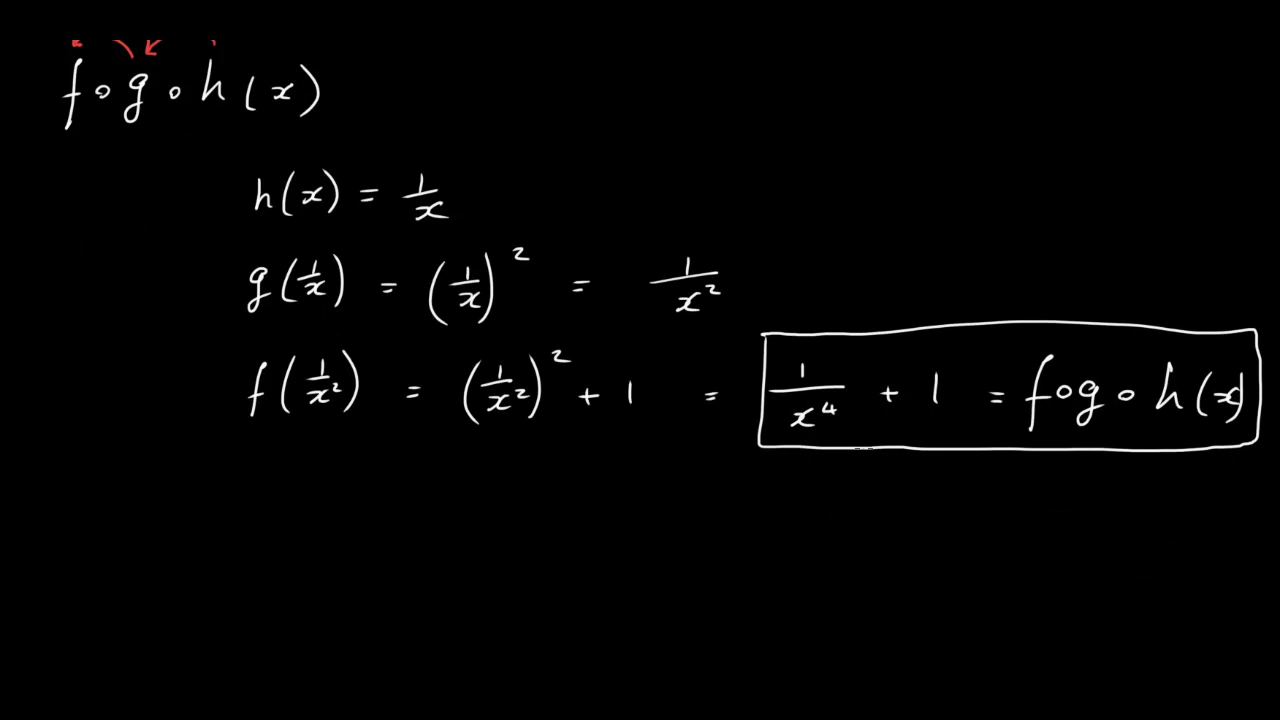 f∘g∘h(x)
h(x) = 1/x
g(1/x) = (1/x)² = 1/x²
f(1/x²) = (1/x²)² + 1 = 1/x⁴ + 1 = f∘g∘h(x)